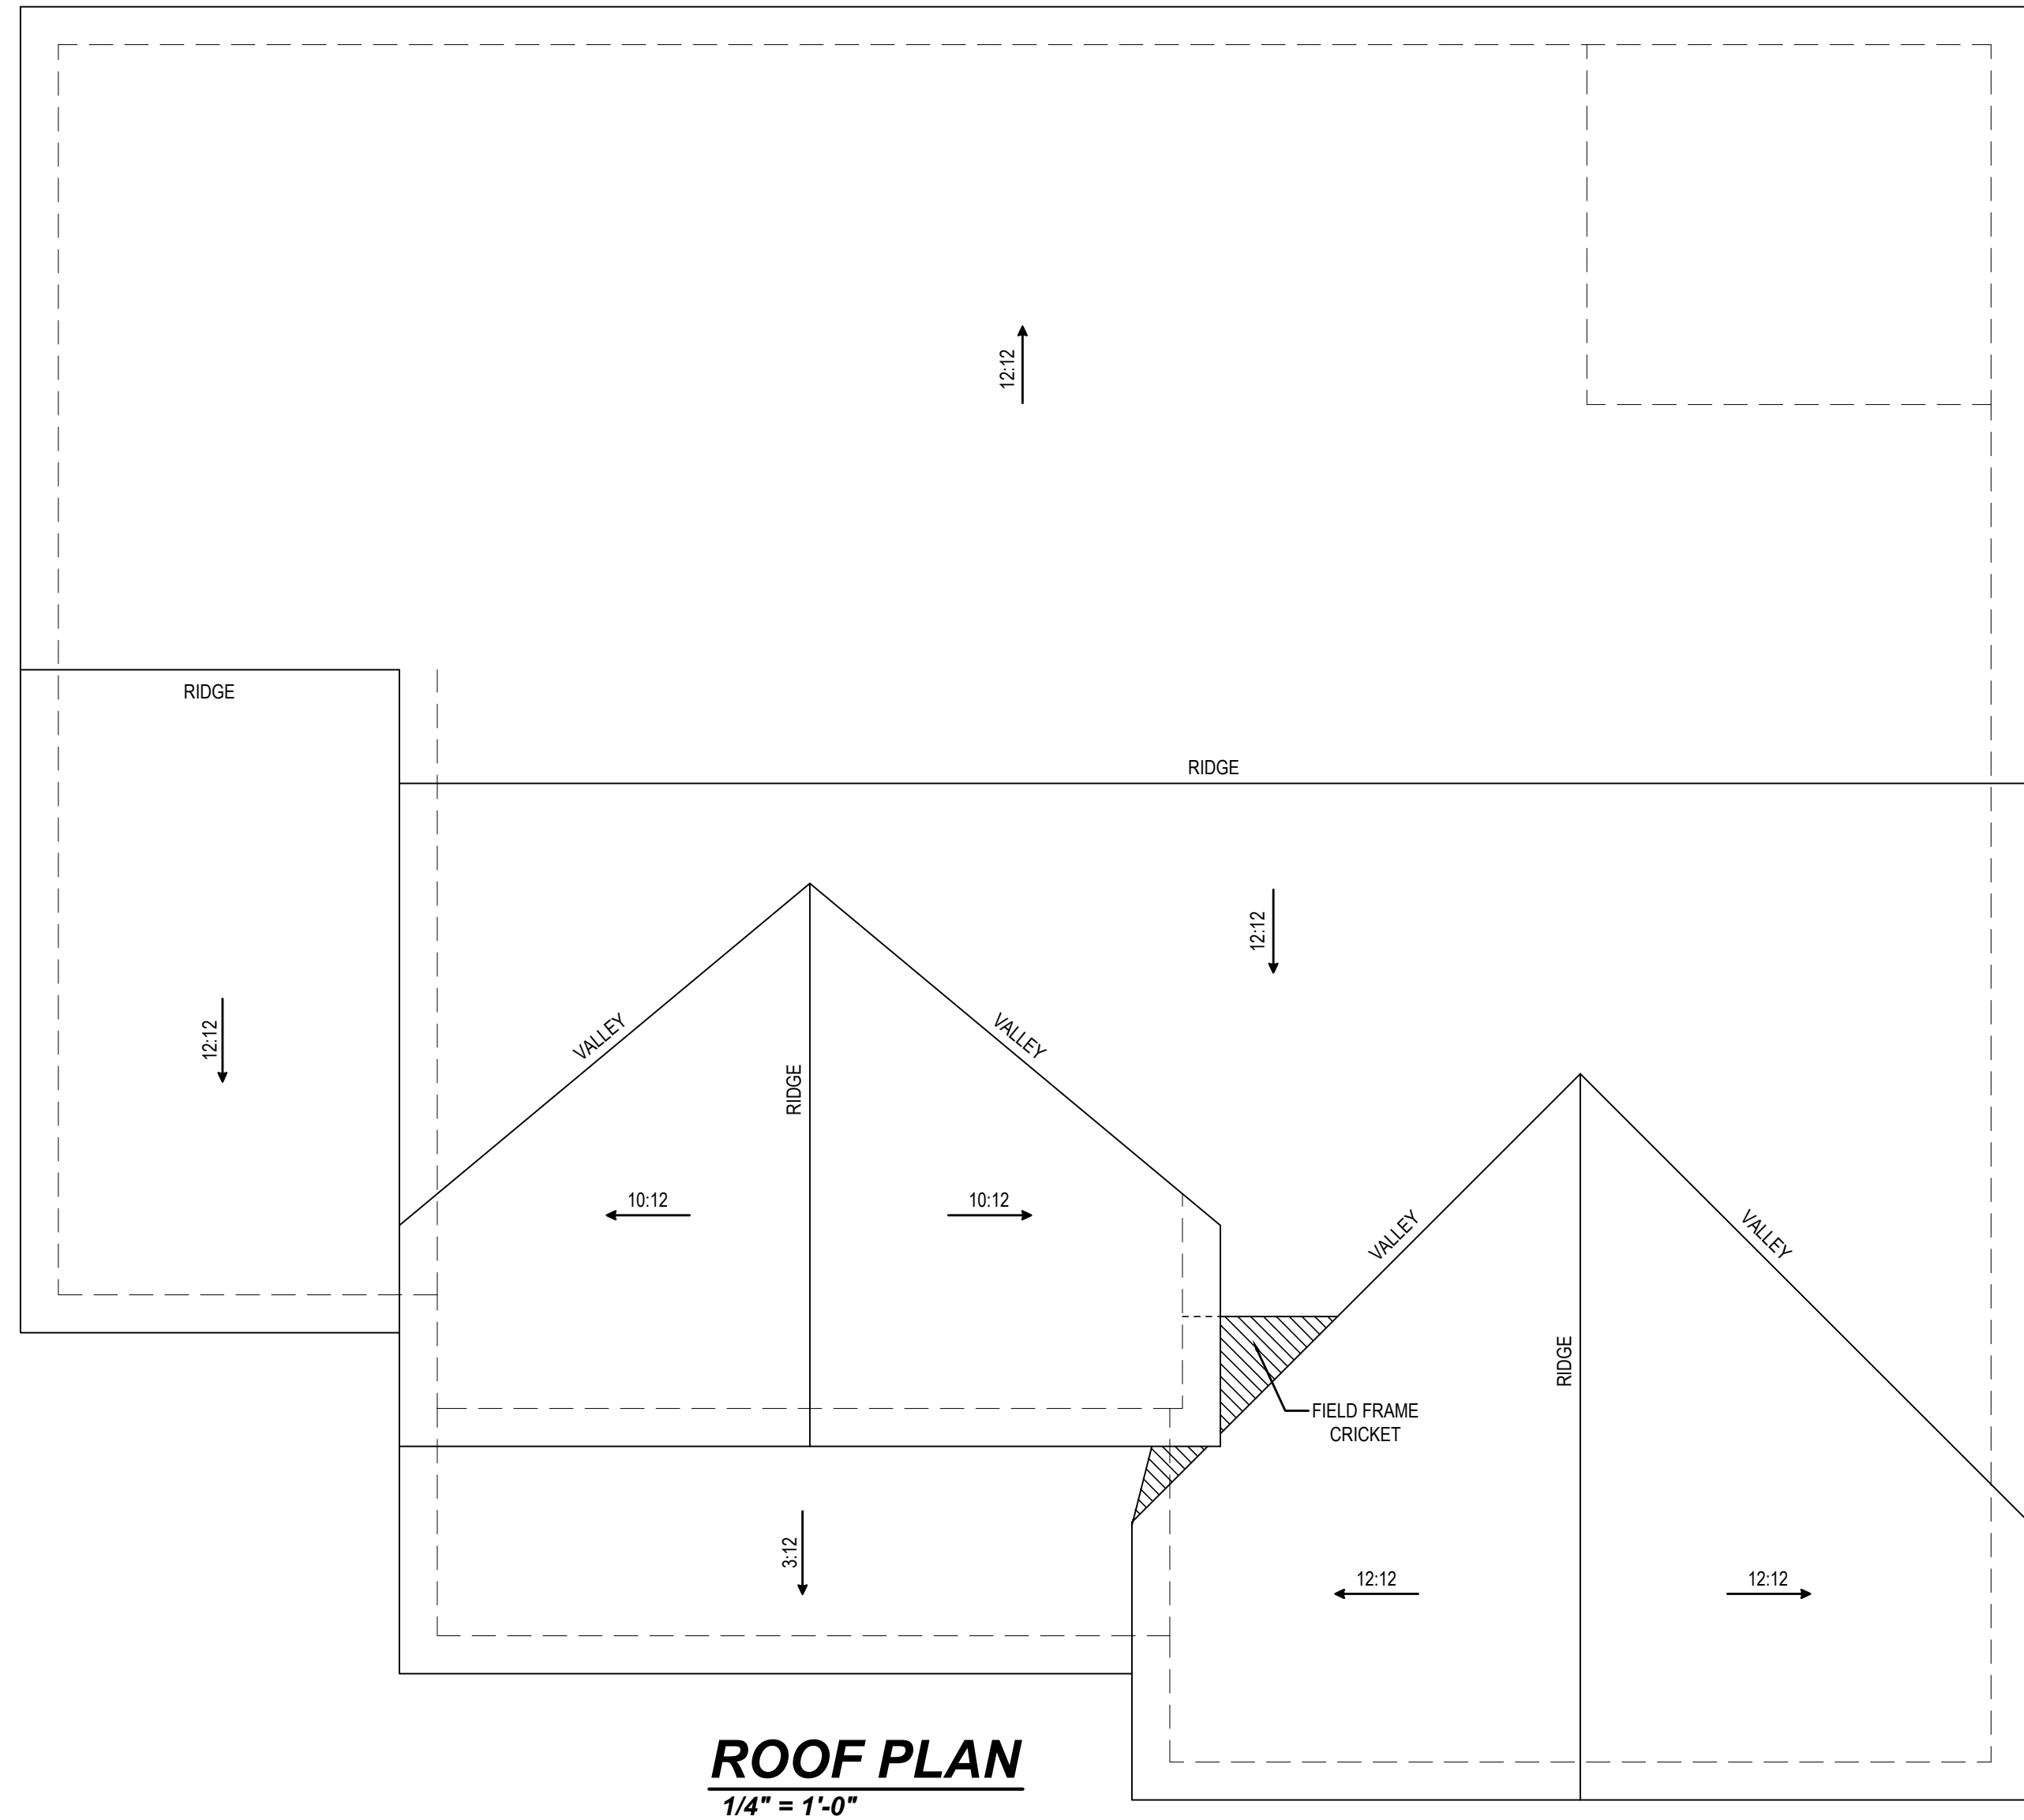 12:12
RIDGE
RIDGE
12:12
12:12
VALLEY
VALLEY
RIDGE
10:12
10:12
VALLEY
VALLEY
RIDGE
FIELD FRAME
CRICKET
3:12
12:12
12:12
ROOF PLAN
1/4" = 1'-0"